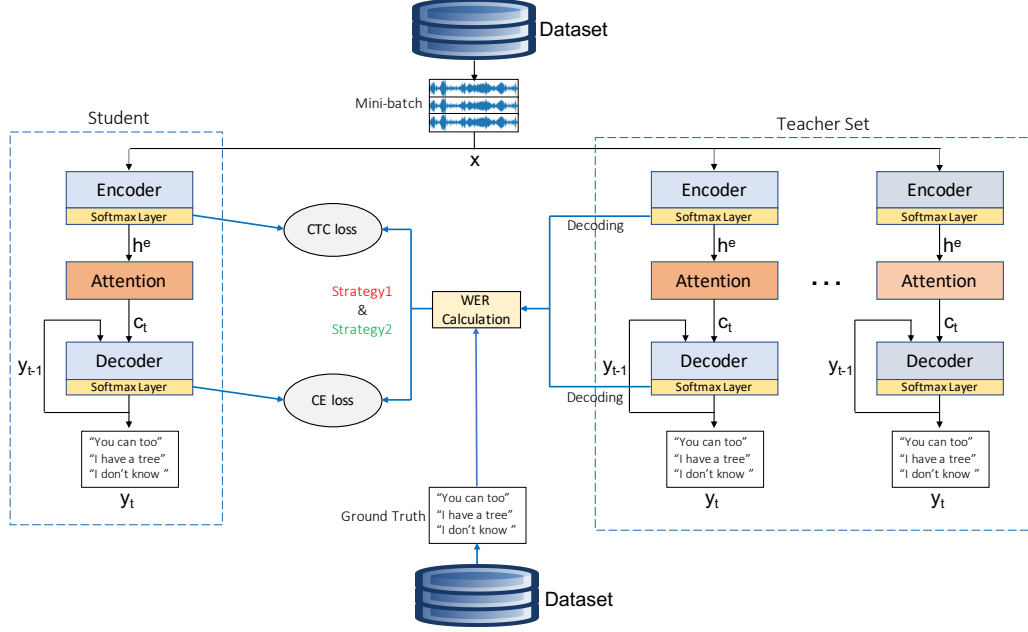 Dataset
Mini-batch
Student
Teacher Set
x
Encoder
Softmax Layer
h^e
Attention
c_t
y_{t-1}
Decoder
Softmax Layer
“You can too”
“I have a tree”
“I don’t know ”
y_t
CTC loss
Strategy1
&
Strategy2
CE loss
WER
Calculation
Ground Truth
“You can too”
“I have a tree”
“I don’t know ”
Dataset
Decoding
Decoding
Encoder
Softmax Layer
h^e
Attention
c_t
y_{t-1}
Decoder
Softmax Layer
“You can too”
“I have a tree”
“I don’t know ”
y_t
...
Encoder
Softmax Layer
h^e
Attention
c_t
y_{t-1}
Decoder
Softmax Layer
“You can too”
“I have a tree”
“I don’t know ”
y_t